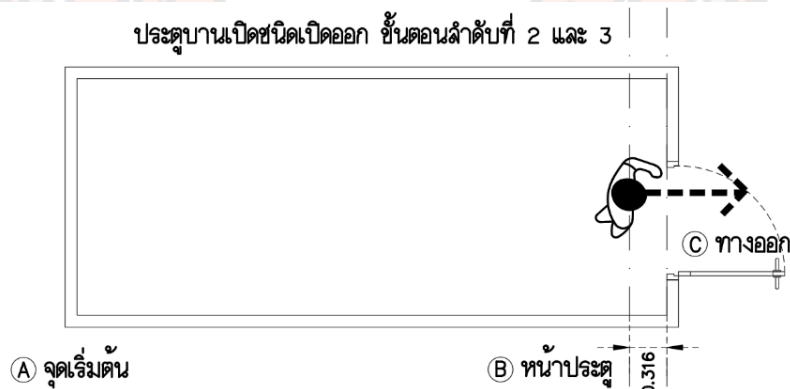 ประตูบานเปิดชนิดเปิดออก ขั้นตอนลำดับที่ 2 และ 3
Ⓒ ทางออก
Ⓐ จุดเริ่มต้น
Ⓑ หน้าประตู
0.316